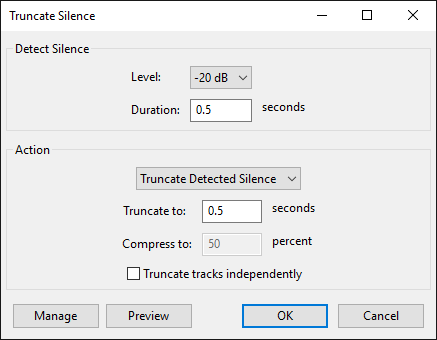 Truncate Silence
Detect Silence
Level: -20 dB
Duration: 0.5 seconds
Action
Truncate Detected Silence
Truncate to: 0.5 seconds
Compress to: 50 percent
Truncate tracks independently
Manage Preview OK Cancel